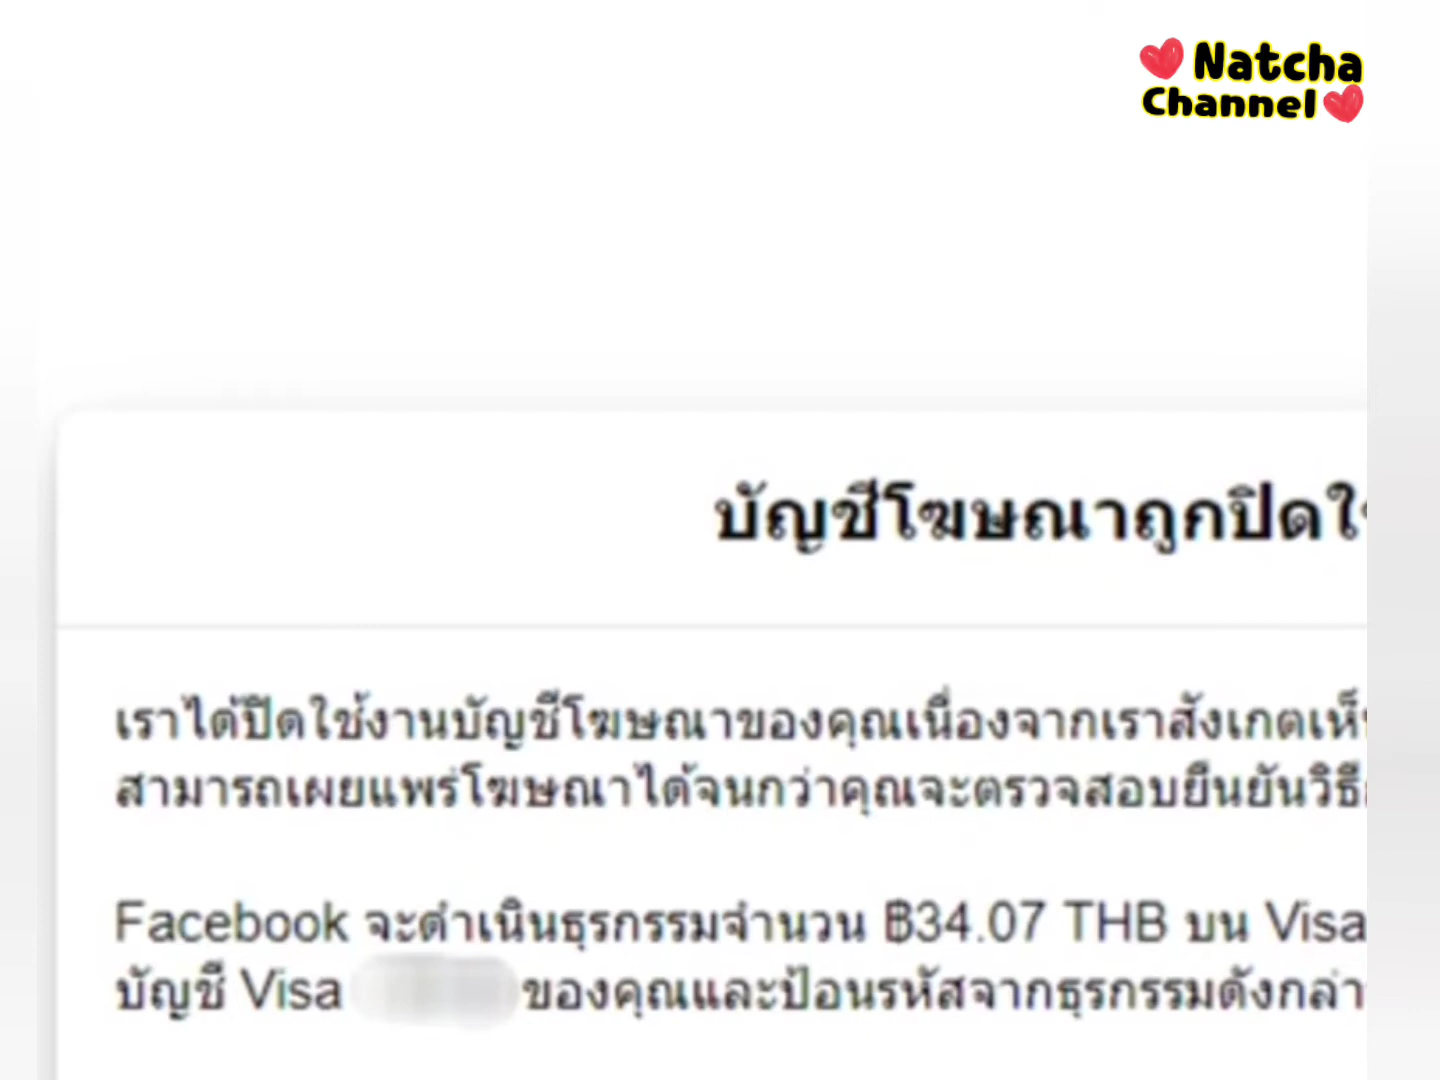 Natcha
Channel
บัญชีโฆษณาถูกปิดใ
เราได้ปิดใช้งานบัญชีโฆษณาของคุณเนื่องจากเราสังเกตเห็
สามารถเผยแพร่โฆษณาได้จนกว่าคุณจะตรวจสอบยืนยันวิธี
Facebook จะดำเนินธุรกรรมจำนวน ฿34.07 THB บน Visa
บัญชี Visa ของคุณและป้อนรหัสจากธุรกรรมดังกล่า